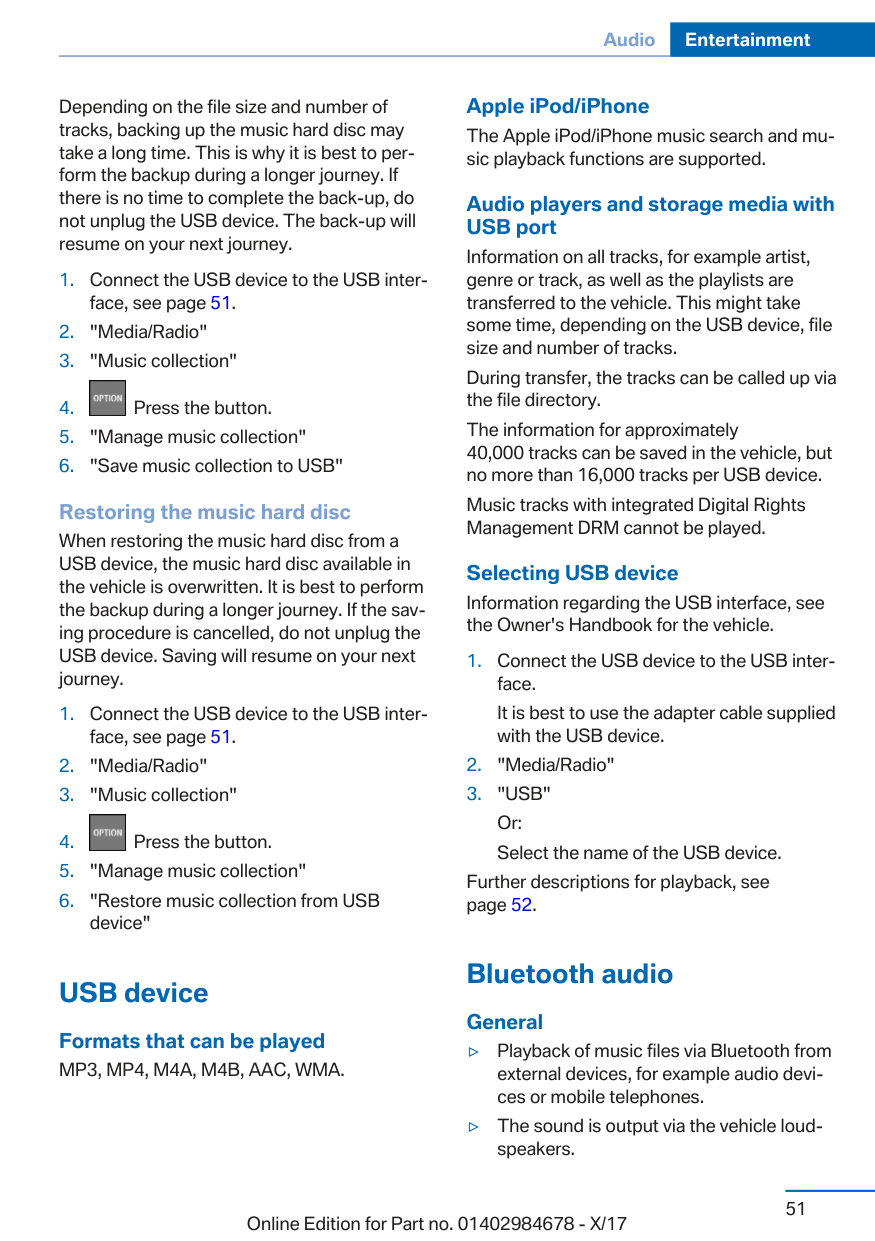 Audio Entertainment
Depending on the file size and number of
tracks, backing up the music hard disc may
take a long time. This is why it is best to per-
form the backup during a longer journey. If
there is no time to complete the back-up, do
not unplug the USB device. The back-up will
resume on your next journey.
1. Connect the USB device to the USB inter-
face, see page 51.
2. "Media/Radio"
3. "Music collection"
4. OPTION Press the button.
5. "Manage music collection"
6. "Save music collection to USB"
Restoring the music hard disc
When restoring the music hard disc from a
USB device, the music hard disc available in
the vehicle is overwritten. It is best to perform
the backup during a longer journey. If the sav-
ing procedure is cancelled, do not unplug the
USB device. Saving will resume on your next
journey.
1. Connect the USB device to the USB inter-
face, see page 51.
2. "Media/Radio"
3. "Music collection"
4. OPTION Press the button.
5. "Manage music collection"
6. "Restore music collection from USB
device"
USB device
Formats that can be played
MP3, MP4, M4A, M4B, AAC, WMA.
Apple iPod/iPhone
The Apple iPod/iPhone music search and mu-
sic playback functions are supported.
Audio players and storage media with
USB port
Information on all tracks, for example artist,
genre or track, as well as the playlists are
transferred to the vehicle. This might take
some time, depending on the USB device, file
size and number of tracks.
During transfer, the tracks can be called up via
the file directory.
The information for approximately
40,000 tracks can be saved in the vehicle, but
no more than 16,000 tracks per USB device.
Music tracks with integrated Digital Rights
Management DRM cannot be played.
Selecting USB device
Information regarding the USB interface, see
the Owner's Handbook for the vehicle.
1. Connect the USB device to the USB inter-
face.
It is best to use the adapter cable supplied
with the USB device.
2. "Media/Radio"
3. "USB"
Or:
Select the name of the USB device.
Further descriptions for playback, see
page 52.
Bluetooth audio
General
▷ Playback of music files via Bluetooth from
external devices, for example audio devi-
ces or mobile telephones.
▷ The sound is output via the vehicle loud-
speakers.
51
Online Edition for Part no. 01402984678 - X/17